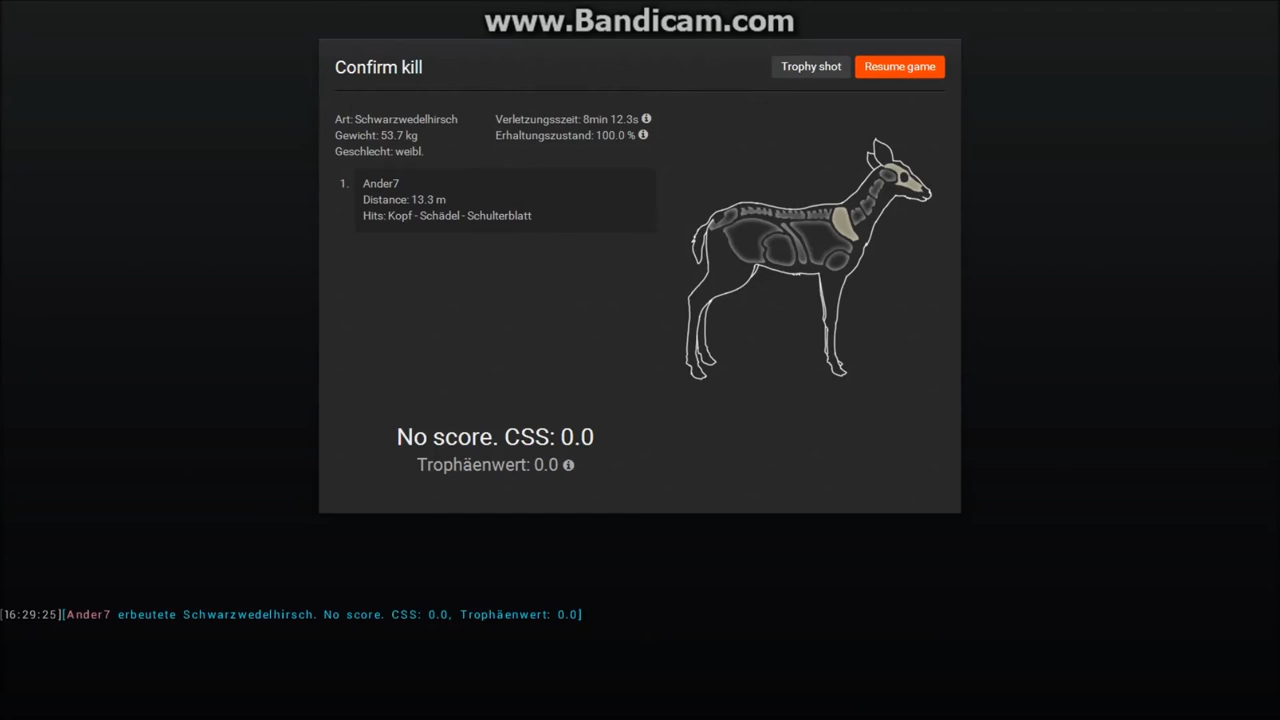 www.Bandicam.com
Confirm kill
Trophy shot
Resume game
Art: Schwarzwedelhirsch
Gewicht: 53.7 kg
Geschlecht: weibl.
Verletzungszeit: 8min 12.3s
Erhaltungszustand: 100.0 %
1.
Ander7
Distance: 13.3 m
Hits: Kopf - Schädel - Schulterblatt
No score. CSS: 0.0
Trophäenwert: 0.0
[16:29:25][Ander7 erbeutete Schwarzwedelhirsch. No score. CSS: 0.0, Trophäenwert: 0.0]